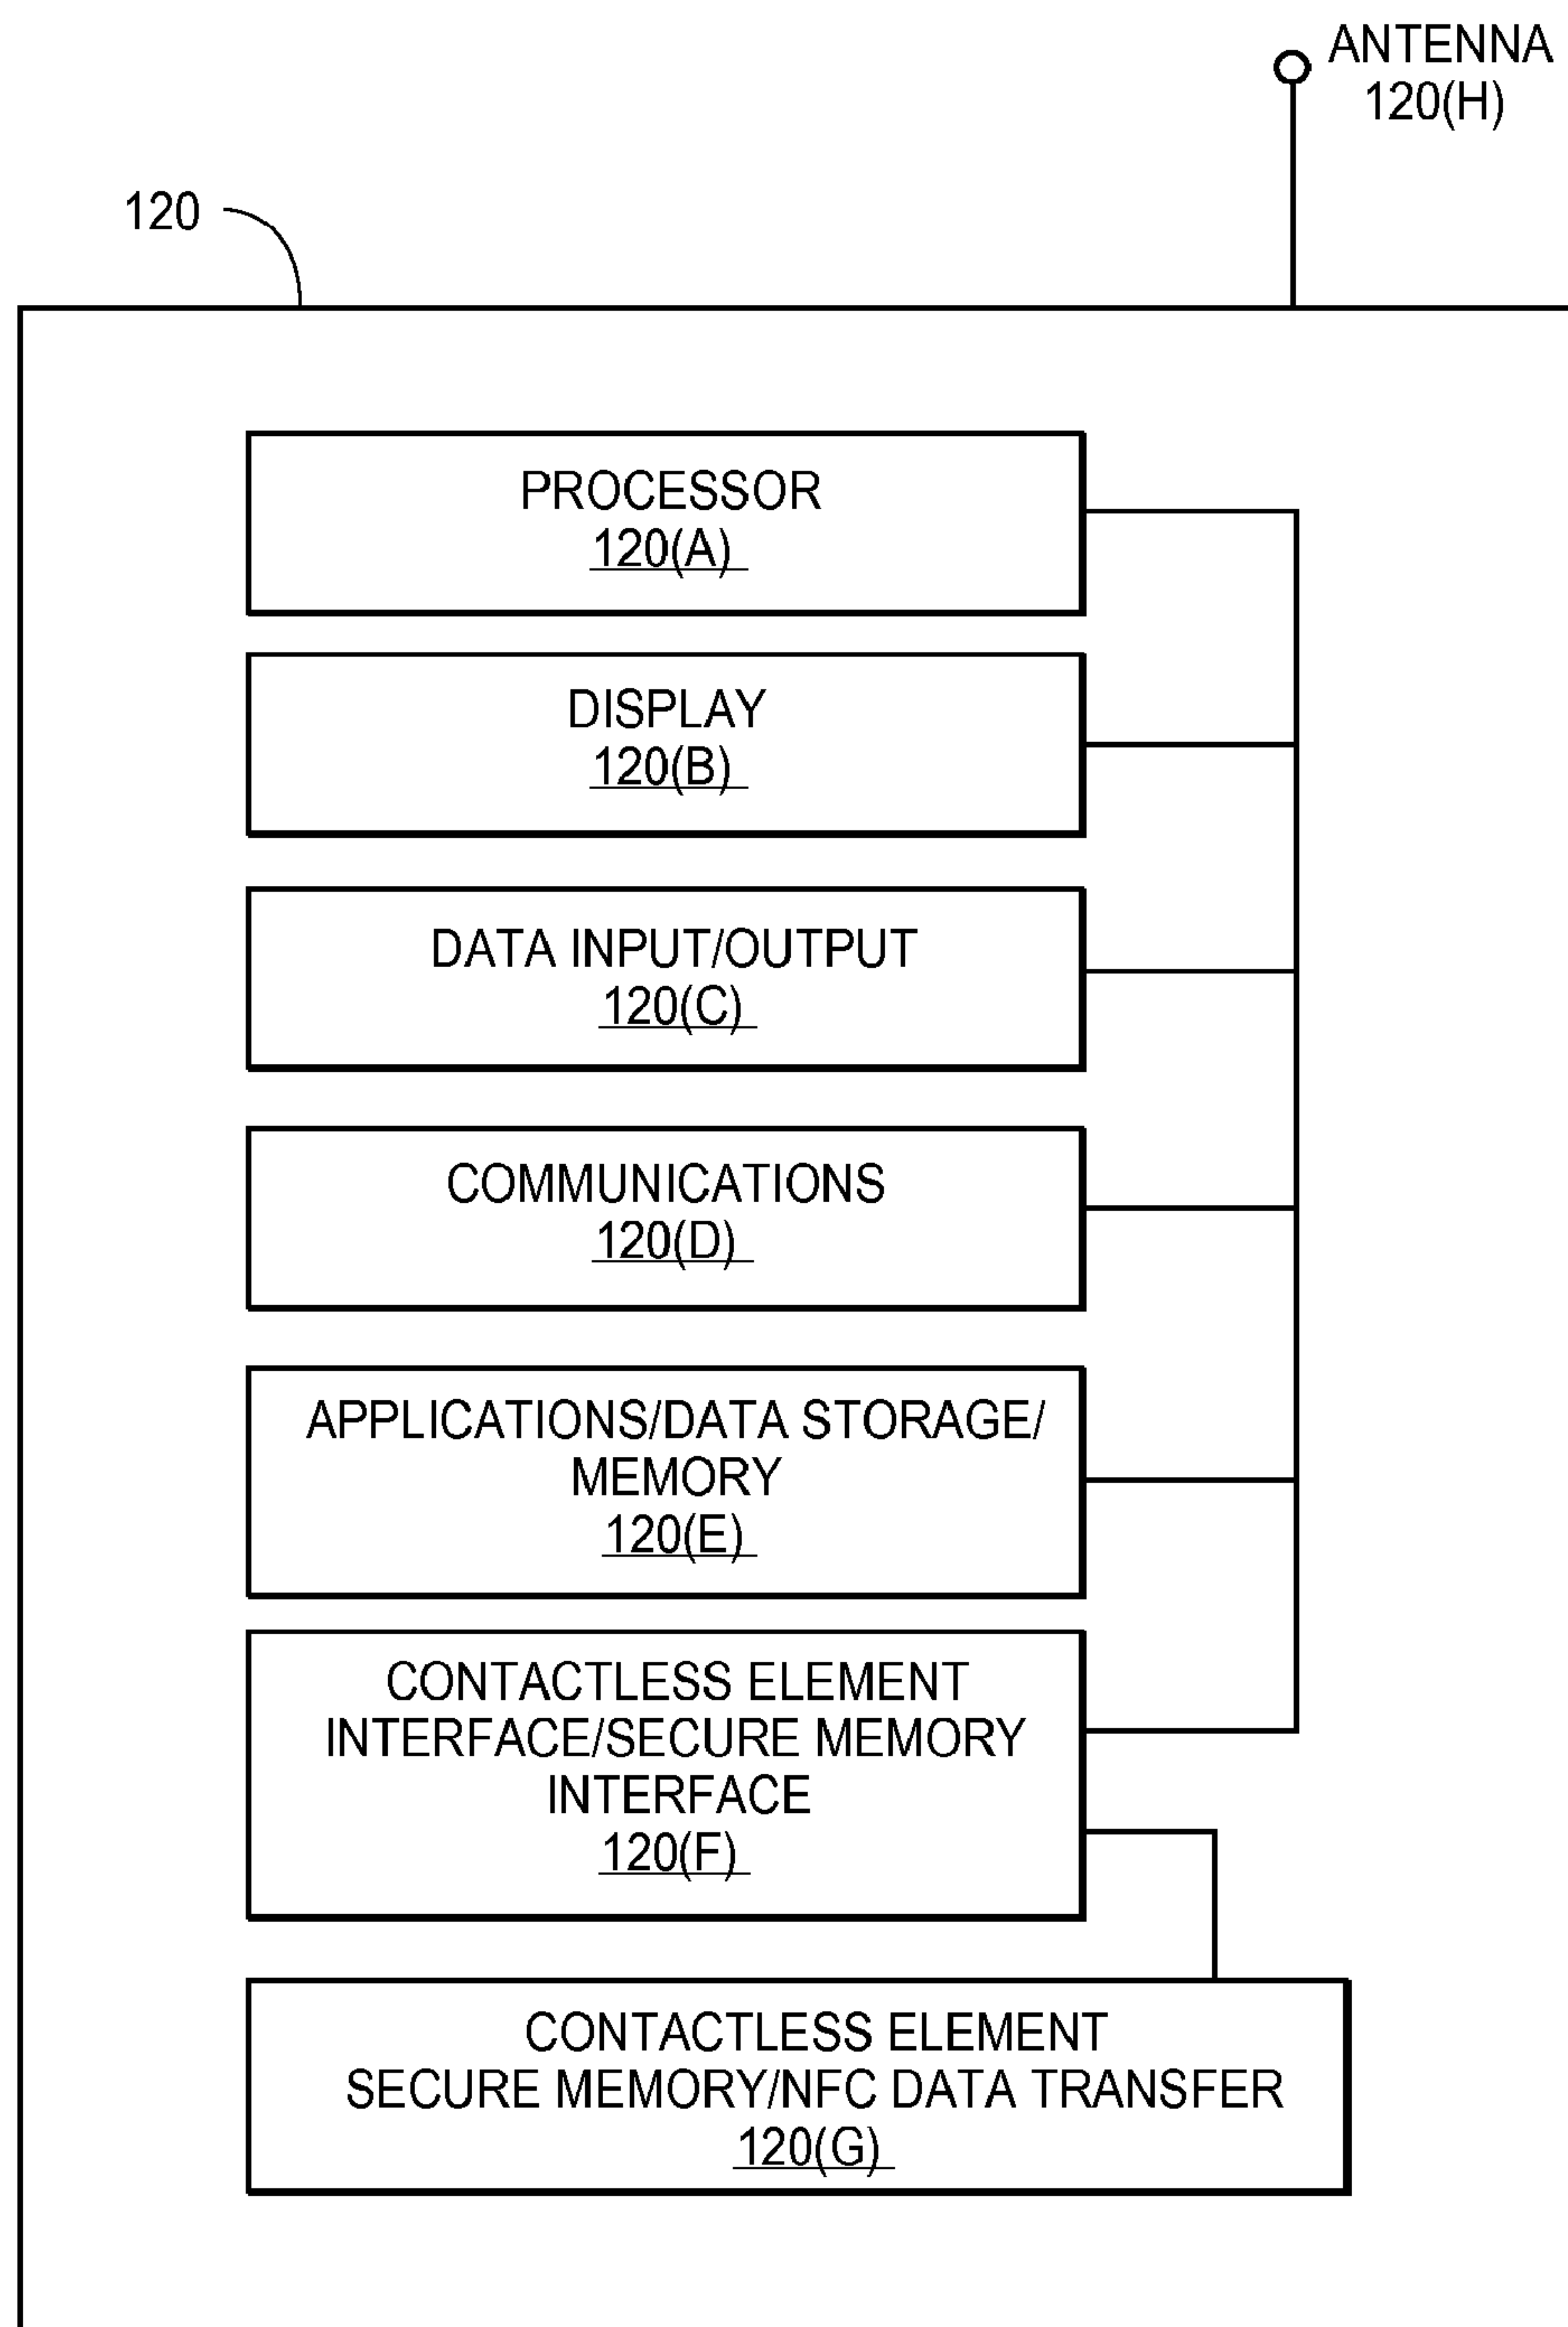 ANTENNA
120(H)
120
PROCESSOR
120(A)
DISPLAY
120(B)
DATA INPUT/OUTPUT
120(C)
COMMUNICATIONS
120(D)
APPLICATIONS/DATA STORAGE/
MEMORY
120(E)
CONTACTLESS ELEMENT
INTERFACE/SECURE MEMORY
INTERFACE
120(F)
CONTACTLESS ELEMENT
SECURE MEMORY/NFC DATA TRANSFER
120(G)